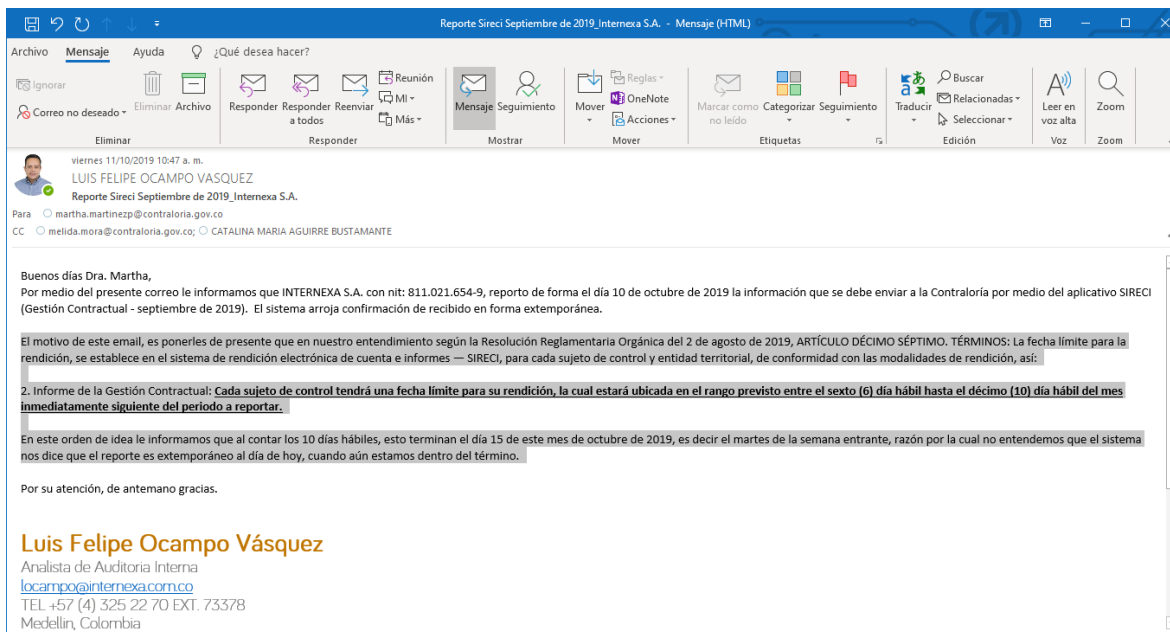 Reporte Sireci Septiembre de 2019_Internexa S.A. - Mensaje (HTML)
Archivo Mensaje Ayuda ¿Qué desea hacer?
Ignorar
Correo no deseado
Eliminar Archivo
Responder Responder a todos Reenviar
Reunión
MI
Más
Mensaje Seguimiento
Mover
Reglas
OneNote
Acciones
Marcar como no leído Categorizar Seguimiento
Traducir
Buscar
Relacionadas
Seleccionar
Leer en voz alta
Zoom
Eliminar Responder Mostrar Mover Etiquetas Edición Voz Zoom
viernes 11/10/2019 10:47 a. m.
LUIS FELIPE OCAMPO VASQUEZ
Reporte Sireci Septiembre de 2019_Internexa S.A.
Para martha.martinezp@contraloria.gov.co
CC melida.mora@contraloria.gov.co; CATALINA MARIA AGUIRRE BUSTAMANTE
Buenos días Dra. Martha,
Por medio del presente correo le informamos que INTERNEXA S.A. con nit: 811.021.654-9, reporto de forma el día 10 de octubre de 2019 la información que se debe enviar a la Contraloría por medio del aplicativo SIRECI
(Gestión Contractual - septiembre de 2019). El sistema arroja confirmación de recibido en forma extemporánea.
El motivo de este email, es ponerles de presente que en nuestro entendimiento según la Resolución Reglamentaria Orgánica del 2 de agosto de 2019, ARTÍCULO DÉCIMO SÉPTIMO. TÉRMINOS: La fecha límite para la
rendición, se establece en el sistema de rendición electrónica de cuenta e informes — SIRECI, para cada sujeto de control y entidad territorial, de conformidad con las modalidades de rendición, así:
2. Informe de la Gestión Contractual: Cada sujeto de control tendrá una fecha límite para su rendición, la cual estará ubicada en el rango previsto entre el sexto (6) día hábil hasta el décimo (10) día hábil del mes
inmediatamente siguiente del periodo a reportar.
En este orden de idea le informamos que al contar los 10 días hábiles, esto terminan el día 15 de este mes de octubre de 2019, es decir el martes de la semana entrante, razón por la cual no entendemos que el sistema
nos dice que el reporte es extemporáneo al día de hoy, cuando aún estamos dentro del término.
Por su atención, de antemano gracias.
Luis Felipe Ocampo Vásquez
Analista de Auditoria Interna
locampo@internexa.com.co
TEL +57 (4) 325 22 70 EXT. 73378
Medellin, Colombia